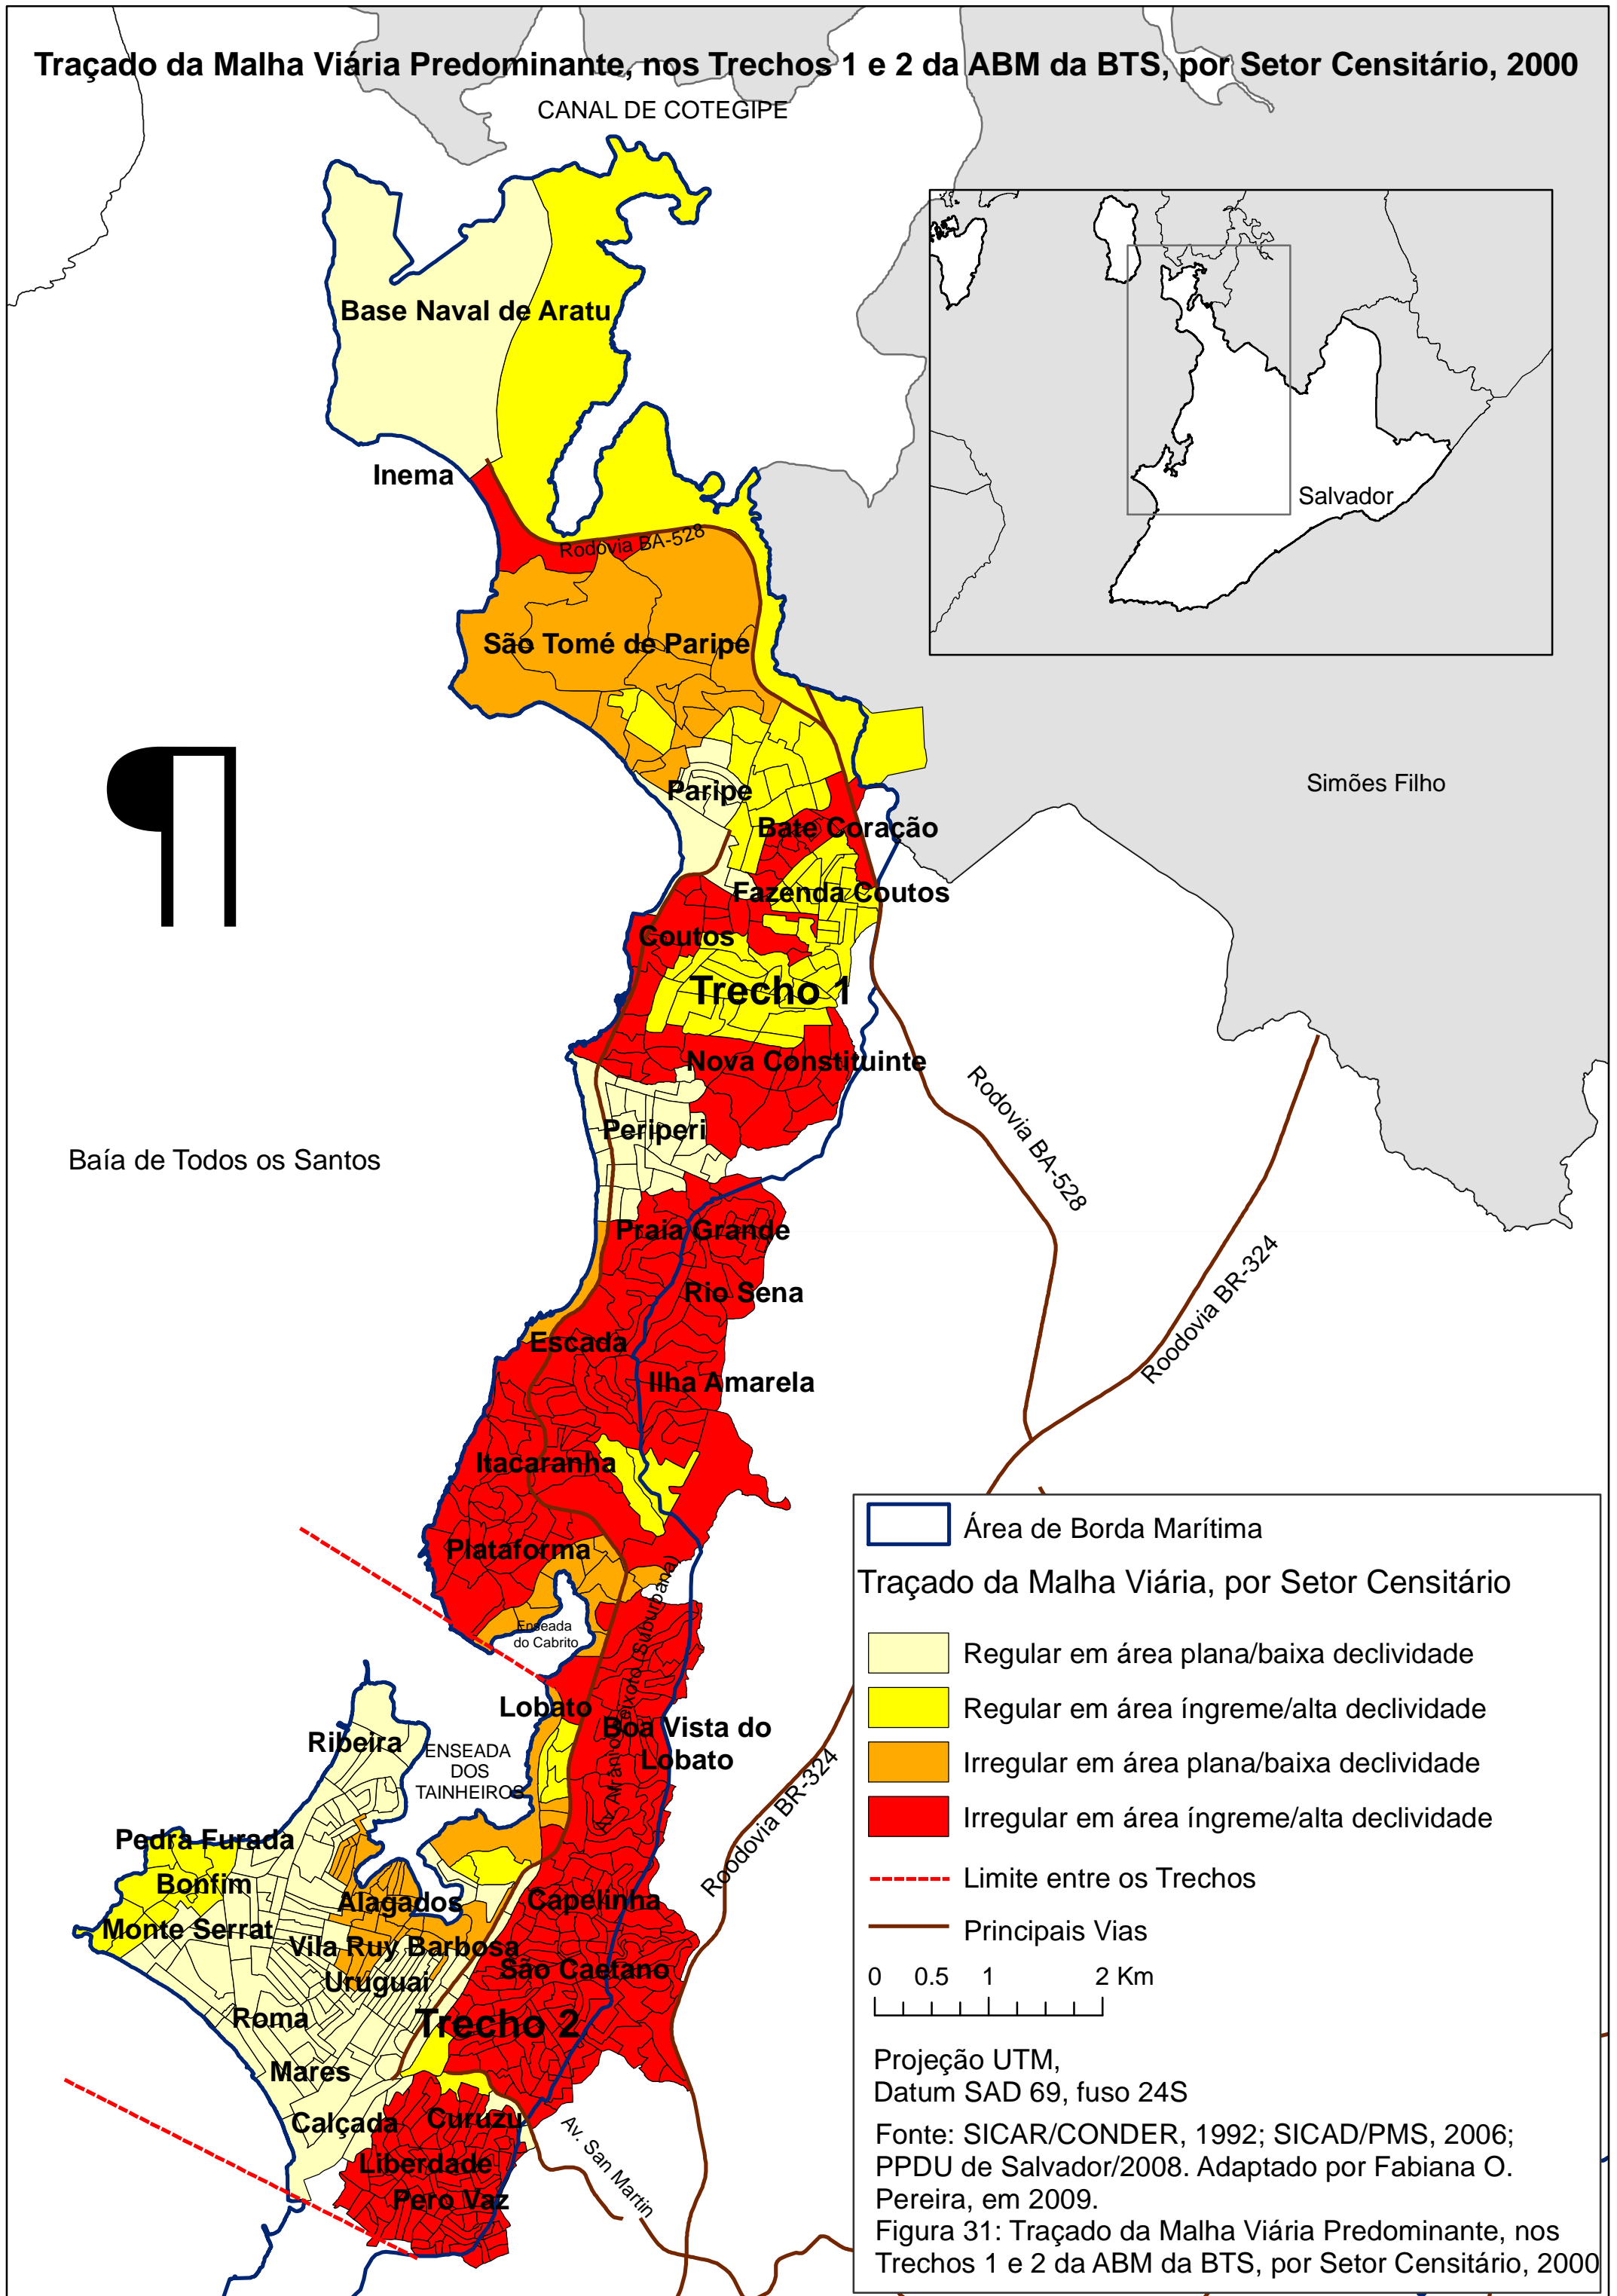 Traçado da Malha Viária Predominante, nos Trechos 1 e 2 da ABM da BTS, por Setor Censitário, 2000
CANAL DE COTEGIPE
Base Naval de Aratu
Inema
Salvador
Rodovia BA-528
São Tomé de Paripe
¶
Simões Filho
Paripe
Bate Coração
Fazenda Coutos
Coutos
Trecho 1
Nova Constituinte
Rodovia BA-528
Periperi
Baía de Todos os Santos
Praia Grande
Rio Sena
Roodovia BR-324
Escada
Ilha Amarela
Itacaranha
Plataforma
Enseada
do Cabrito
Av. Afrânio Peixoto (Suburbana)
Lobato
Boa Vista do
Lobato
Ribeira
ENSEADA
DOS
TAINHEIROS
Roodovia BR-324
Pedra Furada
Bonfim
Alagados
Capelinha
Monte Serrat
Vila Ruy Barbosa
São Caetano
Uruguai
Roma
Trecho 2
Mares
Calçada
Curuzu
Av. San Martin
Liberdade
Pero Vaz
Área de Borda Marítima
Traçado da Malha Viária, por Setor Censitário
Regular em área plana/baixa declividade
Regular em área íngreme/alta declividade
Irregular em área plana/baixa declividade
Irregular em área íngreme/alta declividade
Limite entre os Trechos
Principais Vias
0 0.5 1 2 Km
Projeção UTM,
Datum SAD 69, fuso 24S
Fonte: SICAR/CONDER, 1992; SICAD/PMS, 2006;
PPDU de Salvador/2008. Adaptado por Fabiana O.
Pereira, em 2009.
Figura 31: Traçado da Malha Viária Predominante, nos
Trechos 1 e 2 da ABM da BTS, por Setor Censitário, 2000